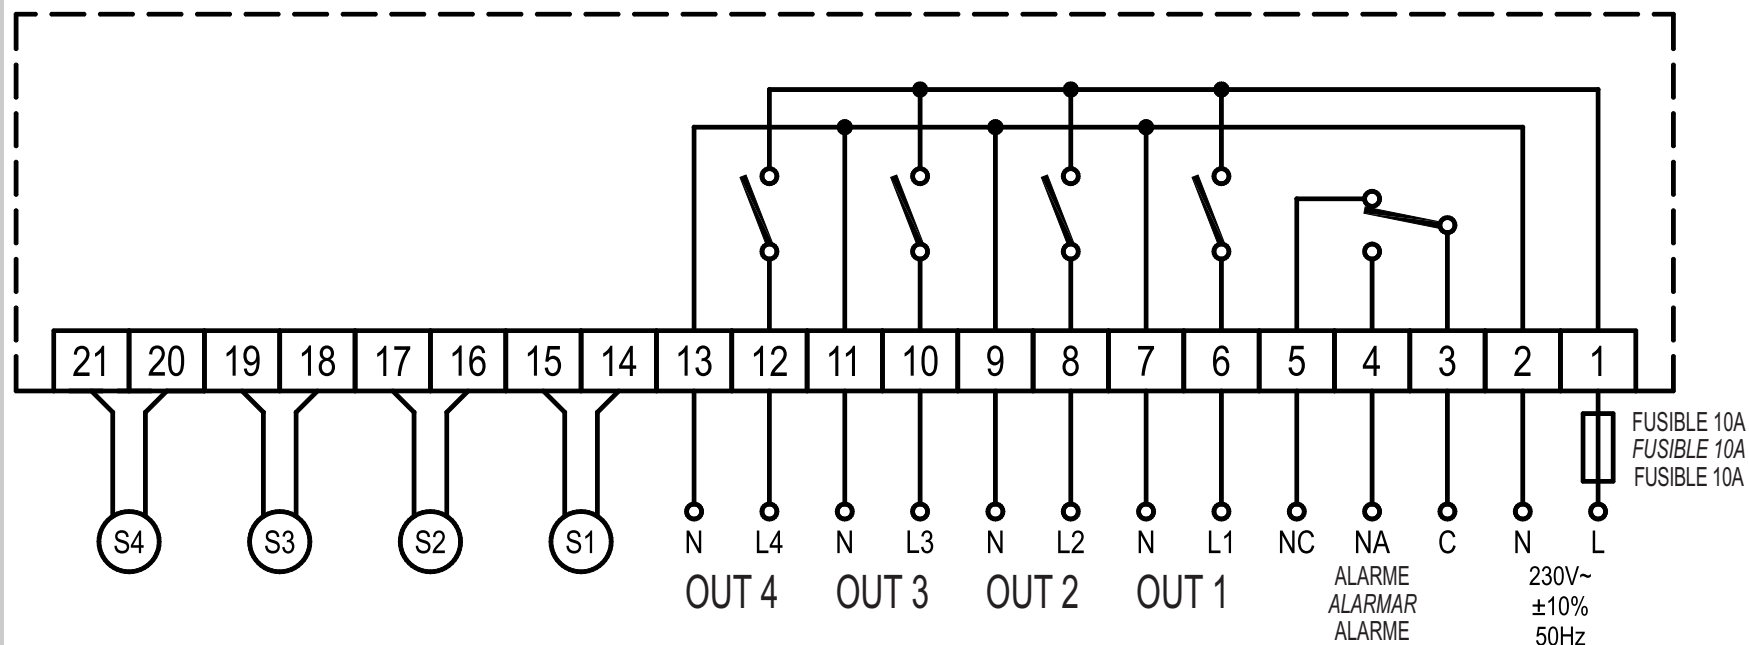 21 20 19 18 17 16 15 14 13 12 11 10 9 8 7 6 5 4 3 2 1
FUSIBLE 10A
FUSIBLE 10A
FUSIBLE 10A
S4 S3 S2 S1 N L4 N L3 N L2 N L1 NC NA C N L
OUT 4 OUT 3 OUT 2 OUT 1
ALARME
ALARMAR
ALARME
230V~
±10%
50Hz